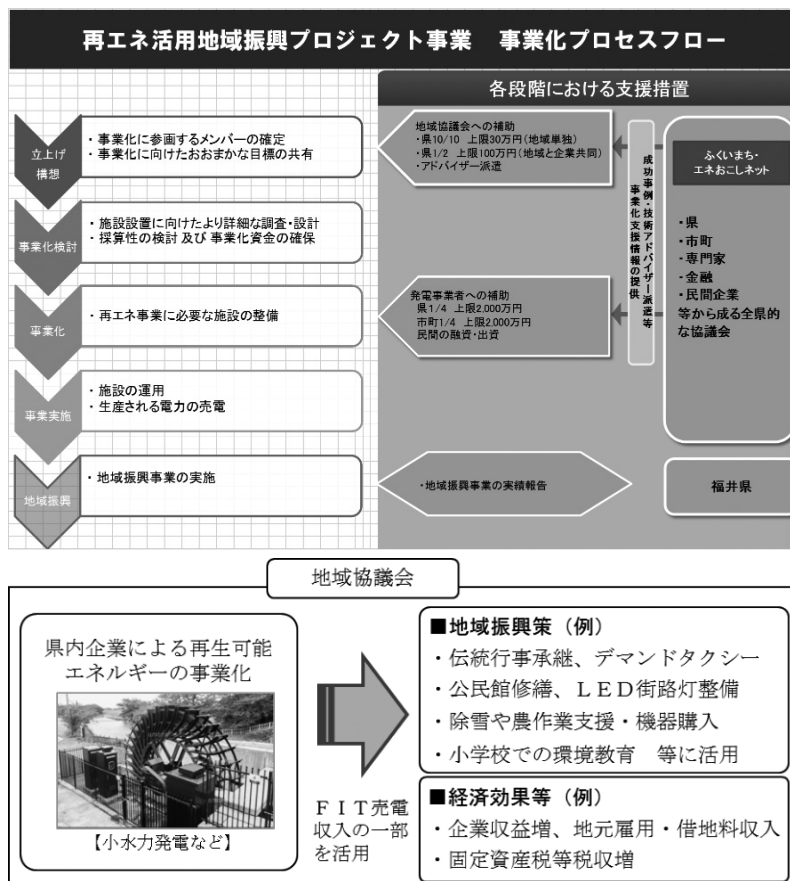 再エネ活用地域振興プロジェクト事業　事業化プロセスフロー
各段階における支援措置
立上げ
構想
・事業化に参画するメンバーの確定
・事業化に向けたおおまかな目標の共有
地域協議会への補助
・県10/10 上限30万円(地域単独)
・県1/2 上限100万円(地域と企業共同)
・アドバイザー派遣
成功事例・技術アドバイザー派遣等
事業化支援情報の提供
ふくいまち・
エネおこしネット
・県
・市町
・専門家
・金融
・民間企業
等から成る全県的
な協議会
事業化検討
・施設設置に向けたより詳細な調査・設計
・採算性の検討 及び 事業化資金の確保
事業化
・再エネ事業に必要な施設の整備
発電事業者への補助
県1/4 上限2,000万円
市町1/4 上限2,000万円
民間の融資・出資
事業実施
・施設の運用
・生産される電力の売電
地域振興
・地域振興事業の実施
・地域振興事業の実績報告
福井県
地域協議会
県内企業による再生可能
エネルギーの事業化
【小水力発電など】
ＦＩＴ売電
収入の一部
を活用
■地域振興策（例）
・伝統行事承継、デマンドタクシー
・公民館修繕、ＬＥＤ街路灯整備
・除雪や農作業支援・機器購入
・小学校での環境教育　等に活用
■経済効果等（例）
・企業収益増、地元雇用・借地料収入
・固定資産税等税収増